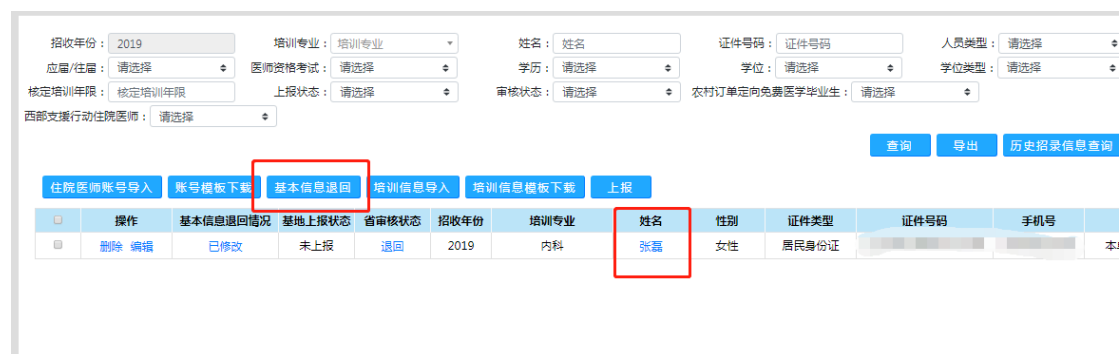 招收年份： 2019 培训专业： 培训专业 姓名： 姓名 证件号码： 证件号码 人员类型： 请选择
应届/往届： 请选择 医师资格考试： 请选择 学历： 请选择 学位： 请选择 学位类型： 请选择
核定培训年限： 核定培训年限 上报状态： 请选择 审核状态： 请选择 农村订单定向免费医学毕业生： 请选择
西部支援行动住院医师： 请选择
查询 导出 历史招录信息查询
住院医师账号导入 账号模板下载 基本信息退回 培训信息导入 培训信息模板下载 上报
操作 基本信息退回情况 基地上报状态 省审核状态 招收年份 培训专业 姓名 性别 证件类型 证件号码 手机号
删除 编辑 已修改 未上报 退回 2019 内科 张磊 女性 居民身份证